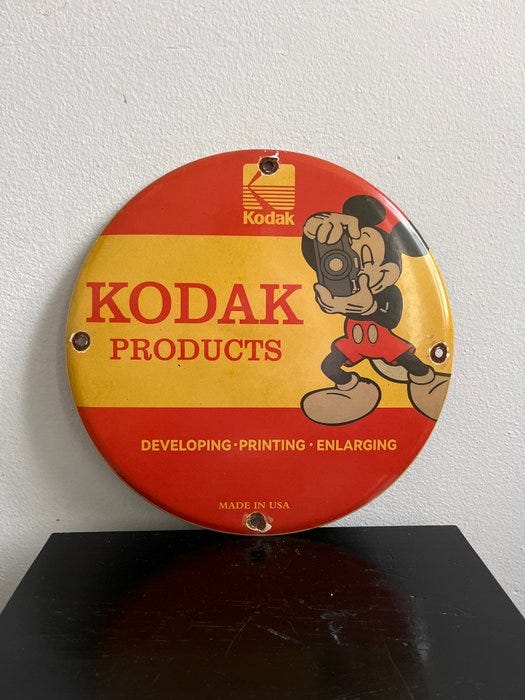 Kodak
KODAK
PRODUCTS
DEVELOPING·PRINTING·ENLARGING
MADE IN USA